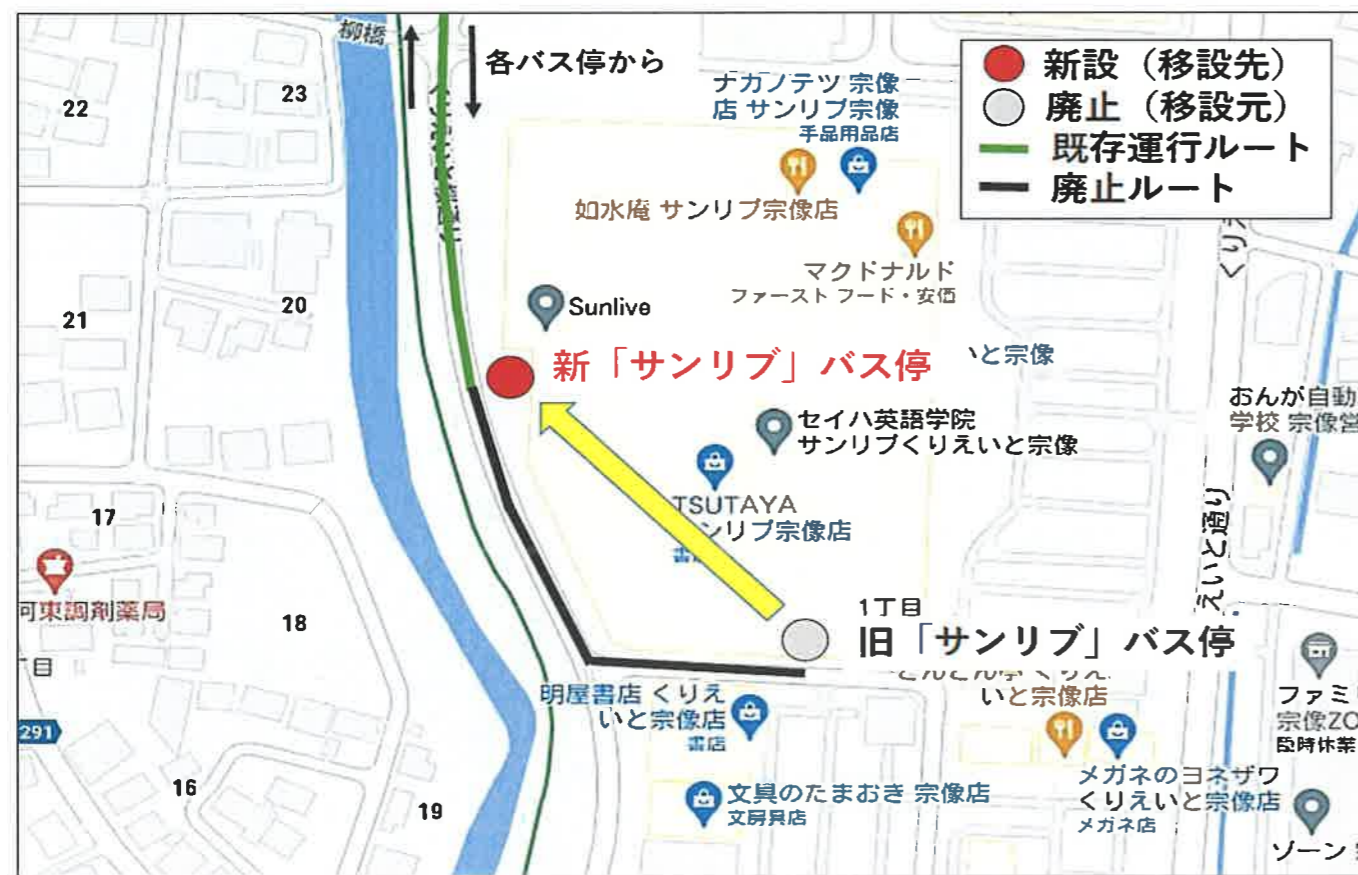 柳橋
各バス停から
新設（移設先）
廃止（移設元）
既存運行ルート
廃止ルート
22
23
ナガノテツ 宗像
店 サンリブ宗像
手品用品店
如水庵 サンリブ宗像店
マクドナルド
ファースト フード・安価
くりえ
21
20
Sunlive
新「サンリブ」バス停
いと宗像
セイハ英語学院
サンリブくりえいと宗像
おんが自動
学校 宗像営
TSUTAYA
ンリブ宗像店
書
えいと通り
17
河東調剤薬局
18
1丁目
旧「サンリブ」バス停
丁目
いと宗像店
明屋書店 くりえ
いと宗像店
書店
ファミ
宗像ZO
臨時休業
291
16
19
文具のたまおき 宗像店
文房具店
メガネのヨネザワ
くりえいと宗像店
メガネ店
ゾーン